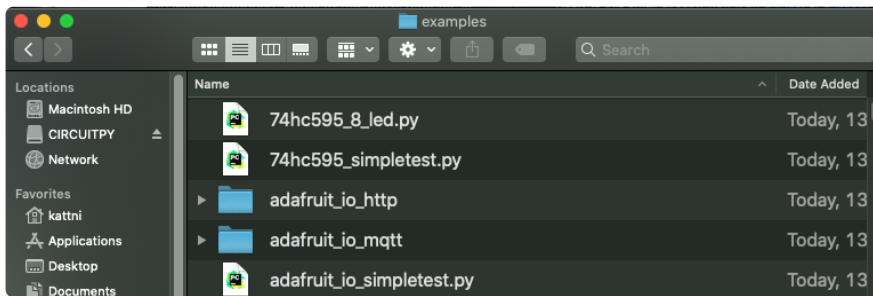 examples
Search
Locations
Macintosh HD
CIRCUITPY
Network
Favorites
kattni
Applications
Desktop
Documents
Name
Date Added
74hc595_8_led.py
Today, 13
74hc595_simpletest.py
Today, 13
adafruit_io_http
Today, 13
adafruit_io_mqtt
Today, 13
adafruit_io_simpletest.py
Today, 13